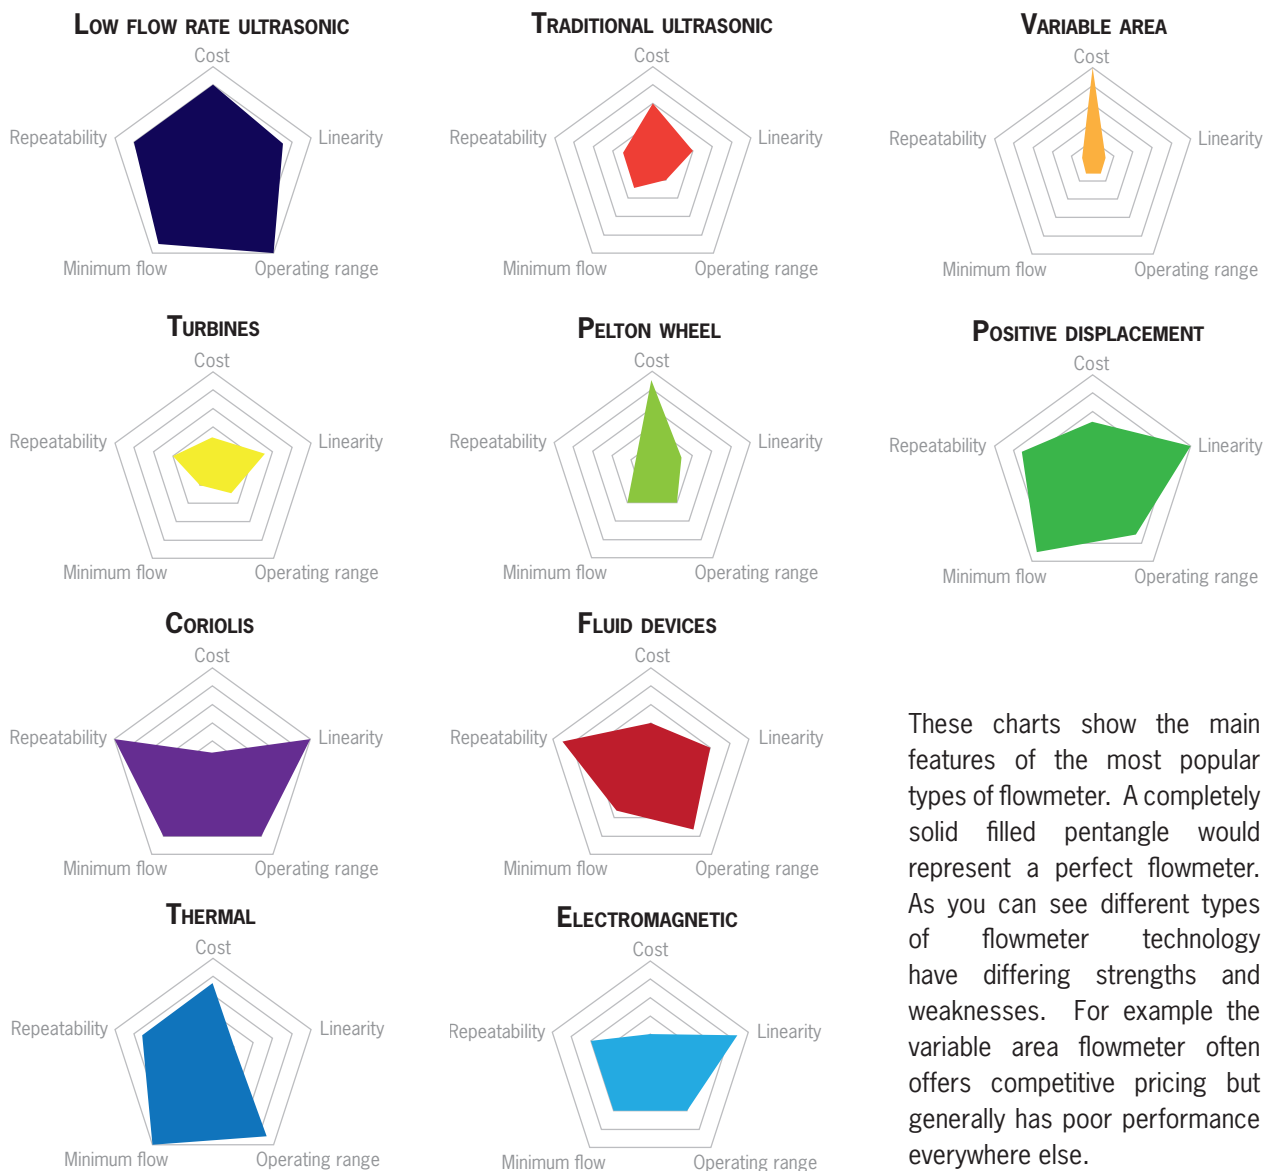 Low flow rate ultrasonic
Cost
Repeatability
Linearity
Minimum flow
Operating range
Traditional ultrasonic
Cost
Repeatability
Linearity
Minimum flow
Operating range
Variable area
Cost
Repeatability
Linearity
Minimum flow
Operating range
Turbines
Cost
Repeatability
Linearity
Minimum flow
Operating range
Pelton wheel
Cost
Repeatability
Linearity
Minimum flow
Operating range
Positive displacement
Cost
Repeatability
Linearity
Minimum flow
Operating range
Coriolis
Cost
Repeatability
Linearity
Minimum flow
Operating range
Fluid devices
Cost
Repeatability
Linearity
Minimum flow
Operating range
Thermal
Cost
Repeatability
Linearity
Minimum flow
Operating range
Electromagnetic
Cost
Repeatability
Linearity
Minimum flow
Operating range
These charts show the main
features of the most popular
types of flowmeter. A completely
solid filled pentangle would
represent a perfect flowmeter.
As you can see different types
of flowmeter technology
have differing strengths and
weaknesses. For example the
variable area flowmeter often
offers competitive pricing but
generally has poor performance
everywhere else.